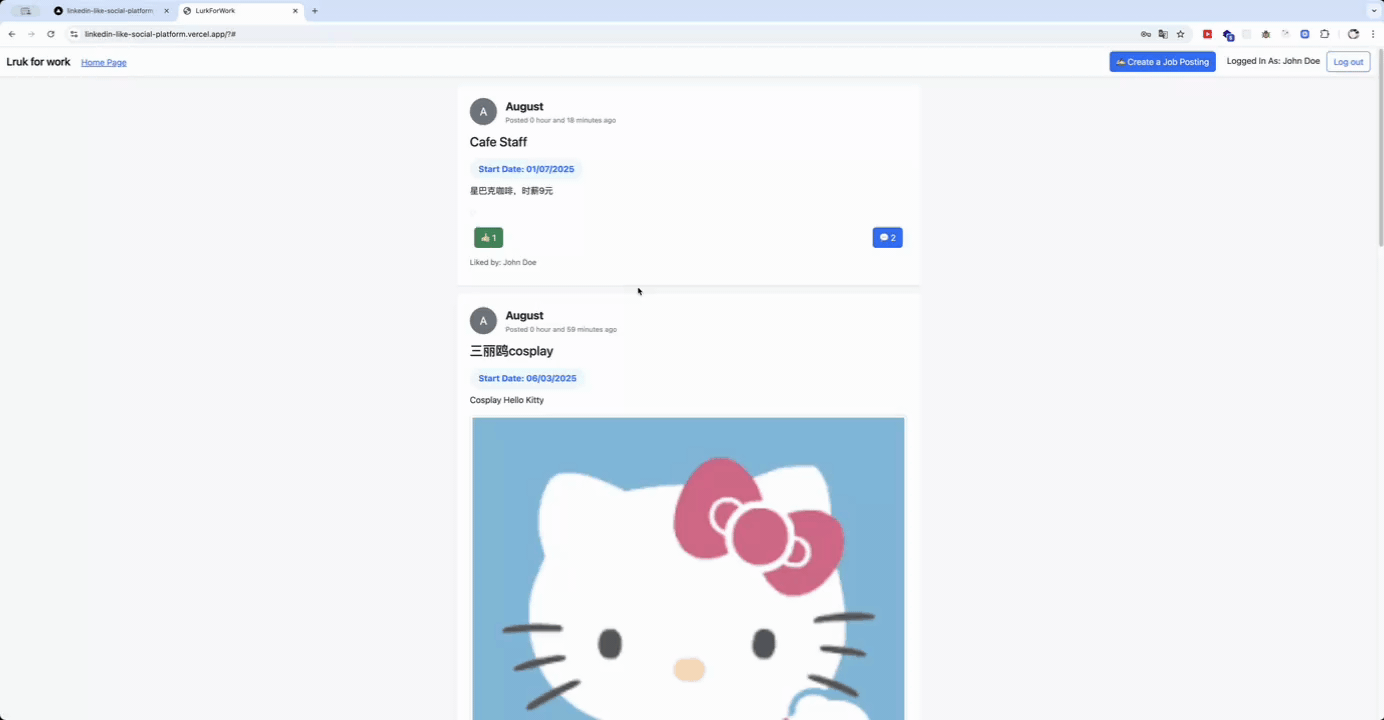 linkedin-like-social-platform
LurkForWork
linkedin-like-social-platform.vercel.app/?#
Lruk for work
Home Page
Create a Job Posting
Logged In As: John Doe
Log out
A
August
Posted 0 hour and 18 minutes ago
Cafe Staff
Start Date: 01/07/2025
星巴克咖啡，时薪9元
1
2
Liked by: John Doe
A
August
Posted 0 hour and 59 minutes ago
三丽鸥cosplay
Start Date: 06/03/2025
Cosplay Hello Kitty